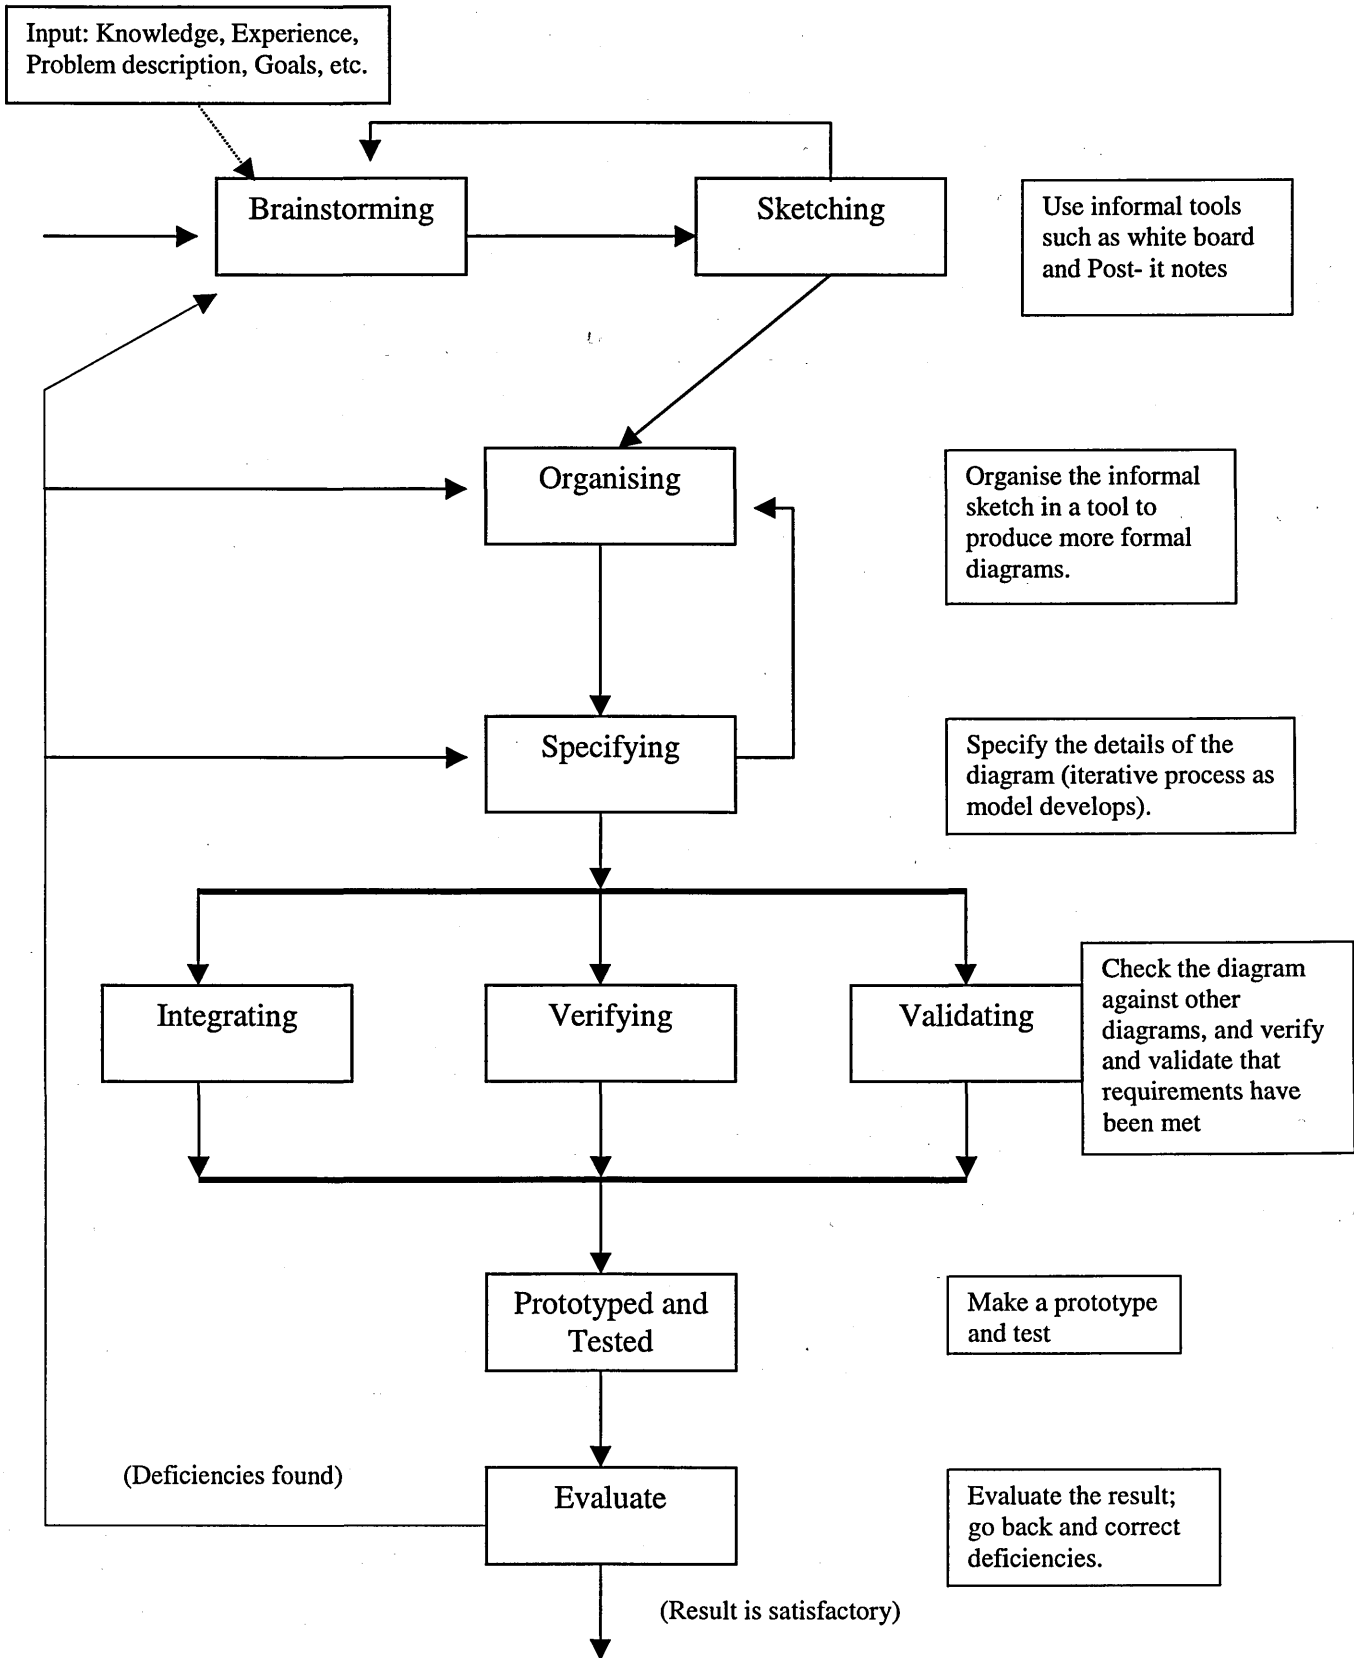 Input: Knowledge, Experience,
Problem description, Goals, etc.
Brainstorming
Sketching
Use informal tools
such as white board
and Post- it notes
Organising
Organise the informal
sketch in a tool to
produce more formal
diagrams.
Specifying
Specify the details of the
diagram (iterative process as
model develops).
Integrating
Verifying
Validating
Check the diagram
against other
diagrams, and verify
and validate that
requirements have
been met
Prototyped and
Tested
Make a prototype
and test
(Deficiencies found)
Evaluate
Evaluate the result;
go back and correct
deficiencies.
(Result is satisfactory)